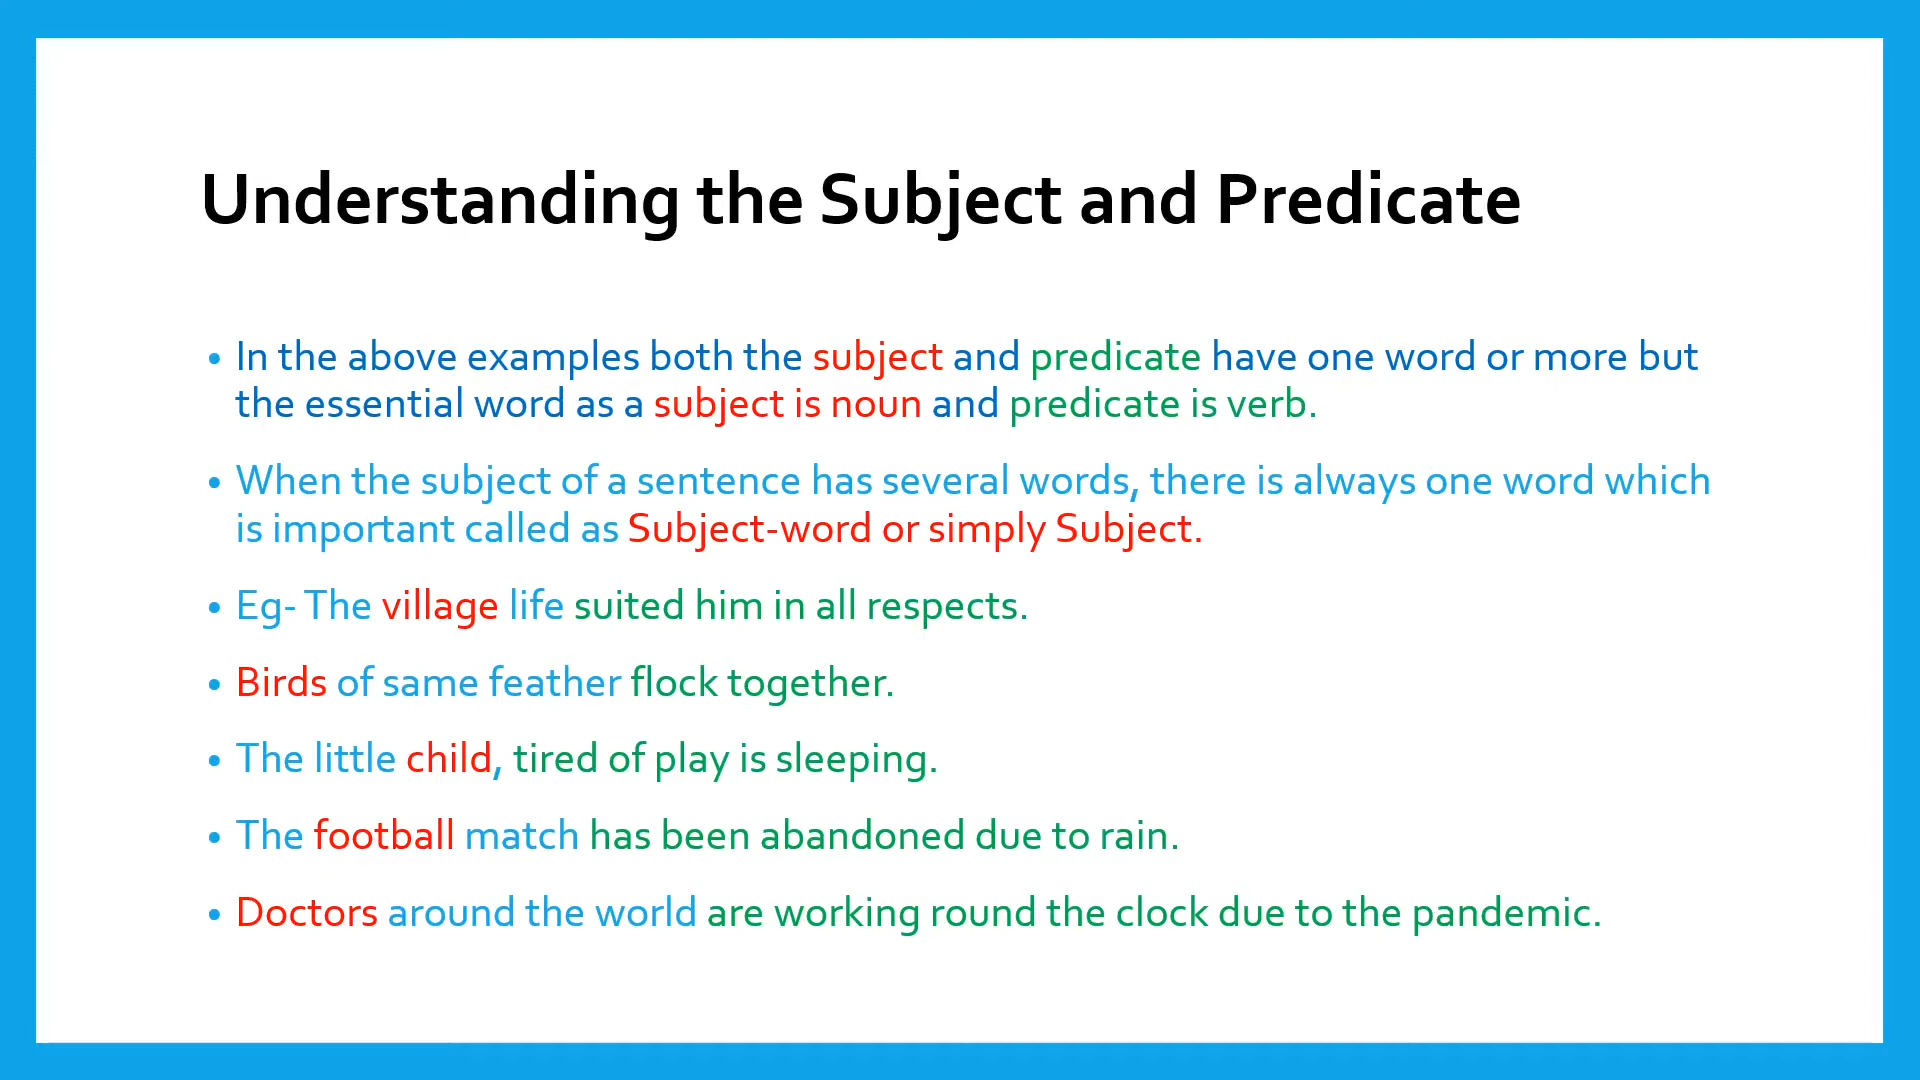 Understanding the Subject and Predicate
• In the above examples both the subject and predicate have one word or more but
the essential word as a subject is noun and predicate is verb.
• When the subject of a sentence has several words, there is always one word which
is important called as Subject-word or simply Subject.
• Eg- The village life suited him in all respects.
• Birds of same feather flock together.
• The little child, tired of play is sleeping.
• The football match has been abandoned due to rain.
• Doctors around the world are working round the clock due to the pandemic.